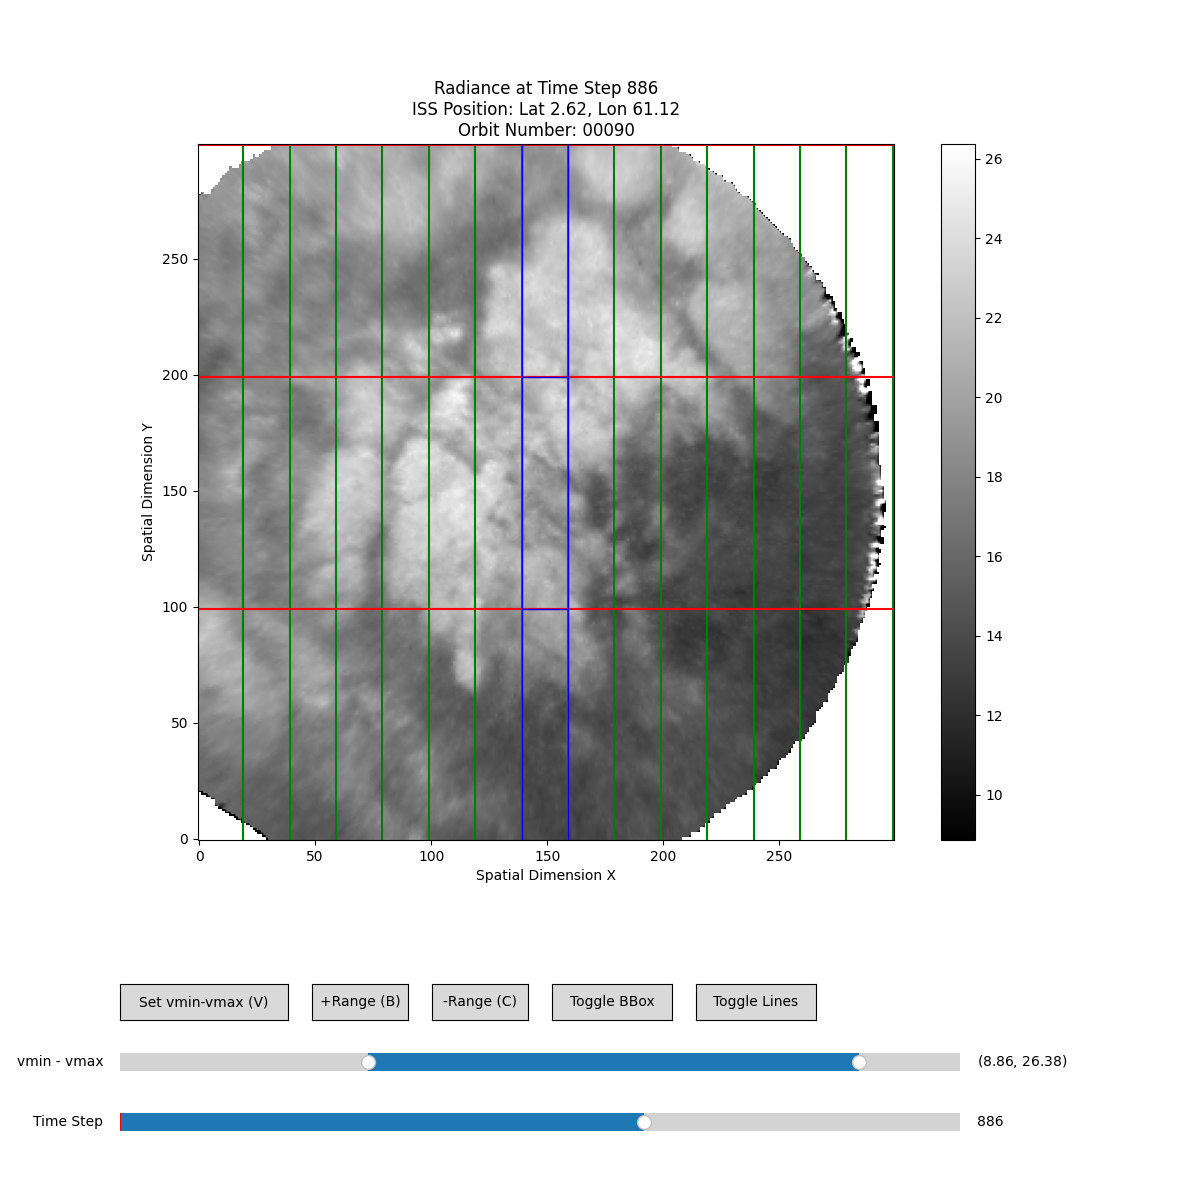 Radiance at Time Step 886
ISS Position: Lat 2.62, Lon 61.12
Orbit Number: 00090
Spatial Dimension Y
250
200
150
100
50
0
0 50 100 150 200 250
Spatial Dimension X
26
24
22
20
18
16
14
12
10
Set vmin-vmax (V) +Range (B) -Range (C) Toggle BBox Toggle Lines
vmin - vmax (8.86, 26.38)
Time Step 886